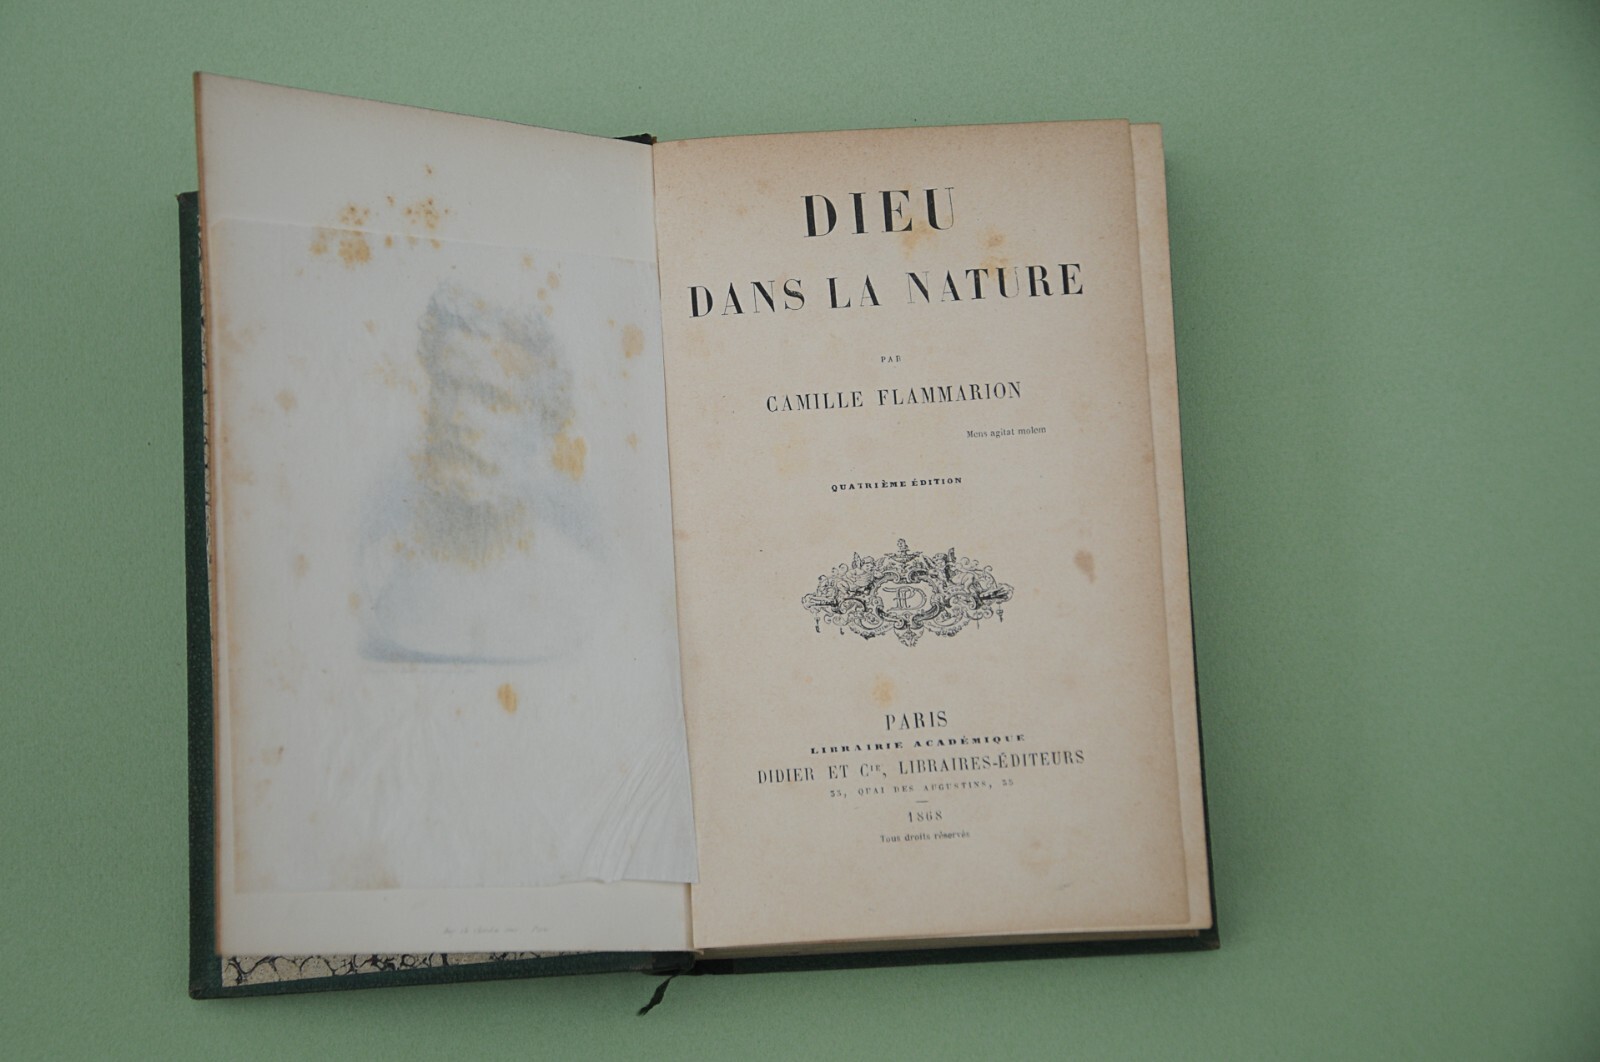 DIEU
DANS LA NATURE
PAR
CAMILLE FLAMMARION
Mens agitat molem
QUATRIÈME ÉDITION
PARIS
LIBRAIRIE ACADÉMIQUE
DIDIER ET Cie, LIBRAIRES-ÉDITEURS
35, QUAI DES AUGUSTINS, 35
1868
Tous droits réservés